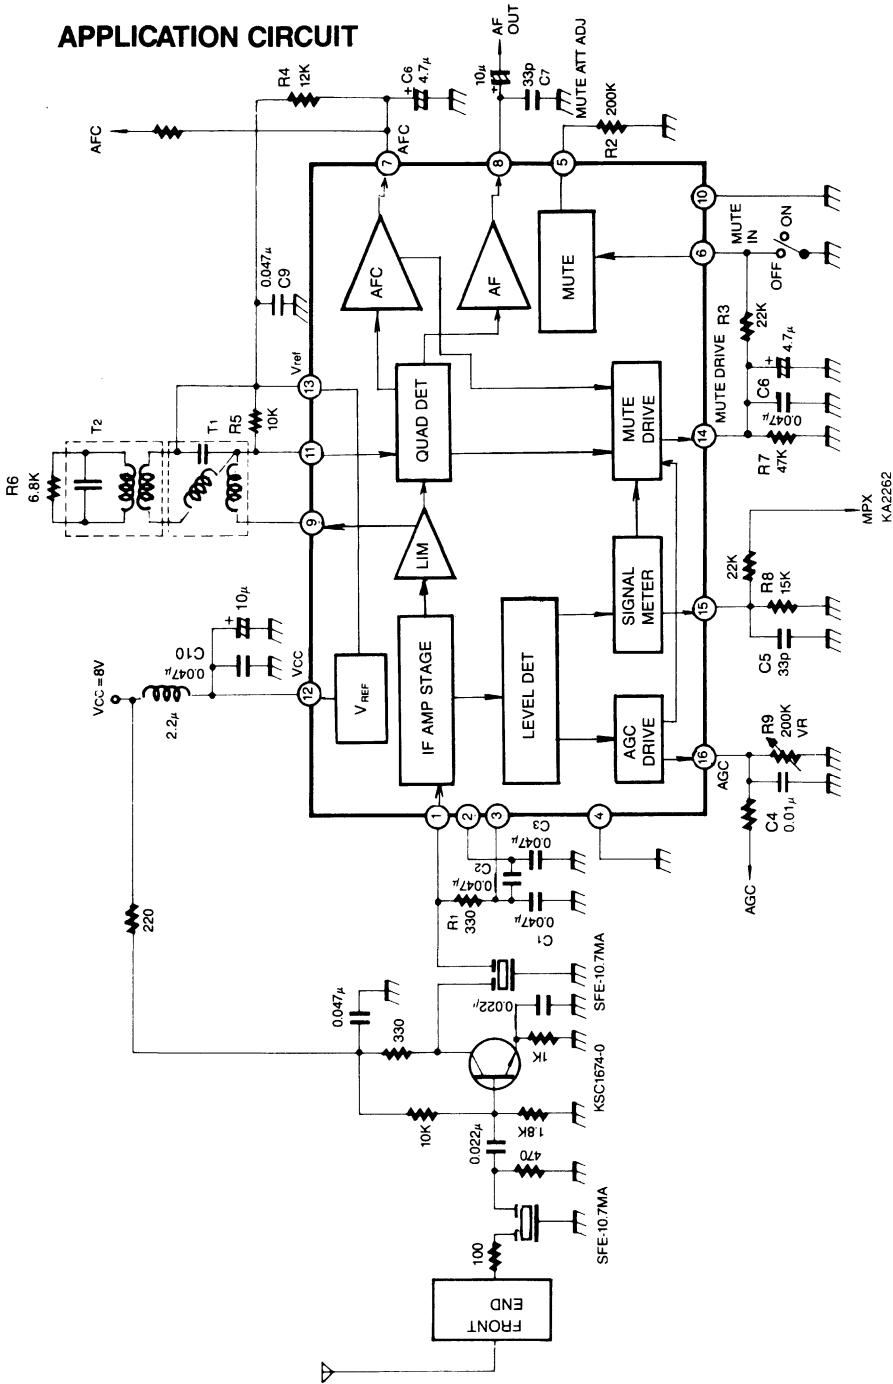 APPLICATION CIRCUIT
AFC
R4
12K
C6
4.7μ
+
AFC
7
AF
OUT
10μ
+
8
33p
C7
MUTE ATT ADJ
5
R2
200K
0.047μ
C9
Vref
13
AFC
AF
MUTE
10
MUTE
IN
6
OFF
ON
R6
6.8K
T2
T1
R5
10K
11
9
QUAD DET
LIM
MUTE
DRIVE
MUTE DRIVE
14
R3
22K
C6
0.047μ
+
4.7μ
R7
47K
MPX
KA2262
22K
R8
15K
15
C5
33p
VCC=8V
2.2μ
C10
0.047μ
+
10μ
VCC
12
VREF
IF AMP STAGE
LEVEL DET
SIGNAL
METER
AGC
DRIVE
16
AGC
R9
200K
VR
C4
0.01μ
AGC
1
2
3
4
220
R1
330
C2
0.047μ
C3
0.047μ
C1
0.047μ
SFE-10.7MA
0.047μ
330
0.022μ
1K
KSC1674-0
10K
0.022μ
1.8K
470
SFE-10.7MA
100
FRONT
END